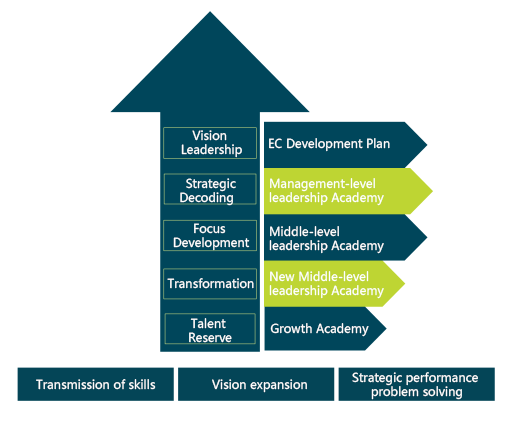 Vision
Leadership
EC Development Plan
Strategic
Decoding
Management-level
leadership Academy
Focus
Development
Middle-level
leadership Academy
Transformation
New Middle-level
leadership Academy
Talent
Reserve
Growth Academy
Transmission of skills
Vision expansion
Strategic performance
problem solving